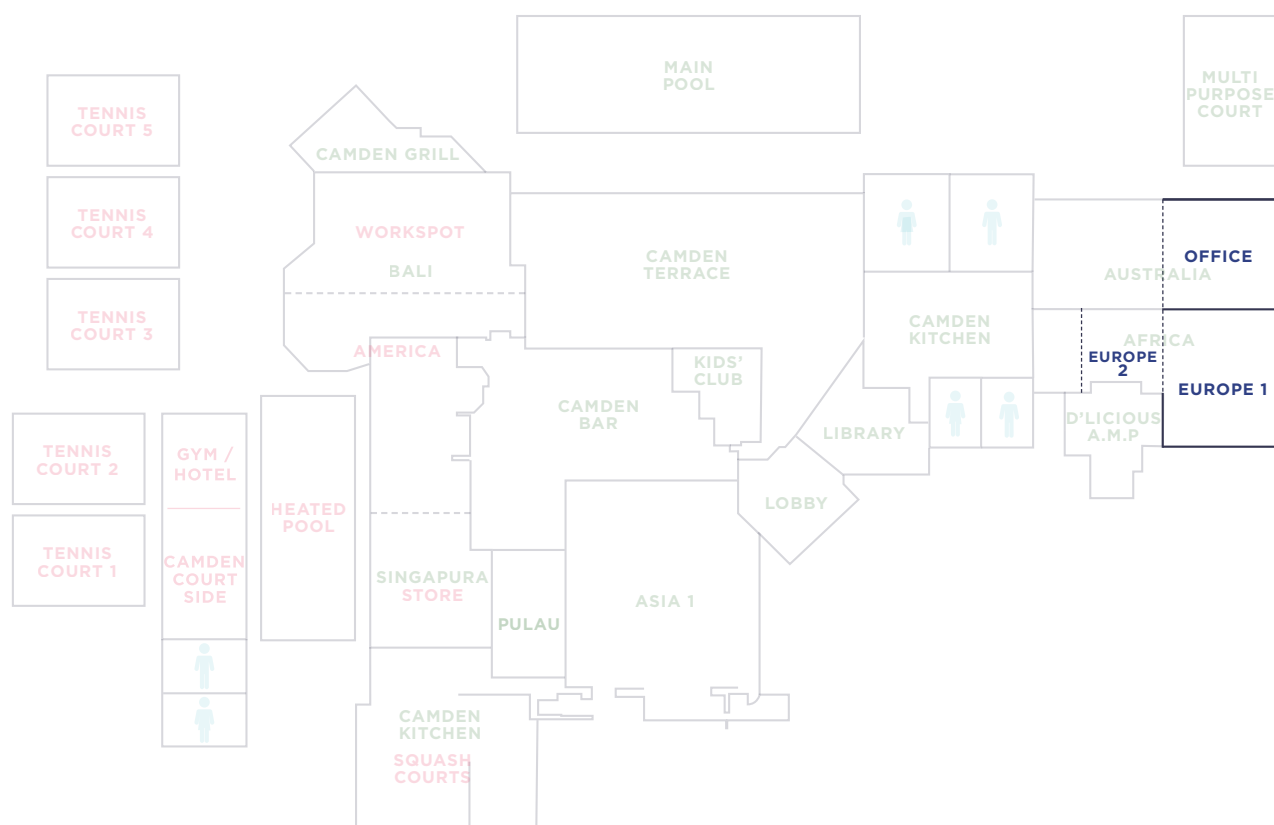 MAIN
POOL
MULTI
PURPOSE
COURT
TENNIS
COURT 5
CAMDEN GRILL
TENNIS
COURT 4
WORKSPOT
BALI
CAMDEN
TERRACE
OFFICE
AUSTRALIA
TENNIS
COURT 3
AMERICA
CAMDEN
KITCHEN
AFRICA
EUROPE
2
EUROPE 1
KIDS'
CLUB
CAMDEN
BAR
LIBRARY
D'LICIOUS
A.M.P
TENNIS
COURT 2
GYM /
HOTEL
HEATED
POOL
LOBBY
TENNIS
COURT 1
CAMDEN
COURT
SIDE
SINGAPURA
STORE
PULAU
ASIA 1
CAMDEN
KITCHEN
SQUASH
COURTS